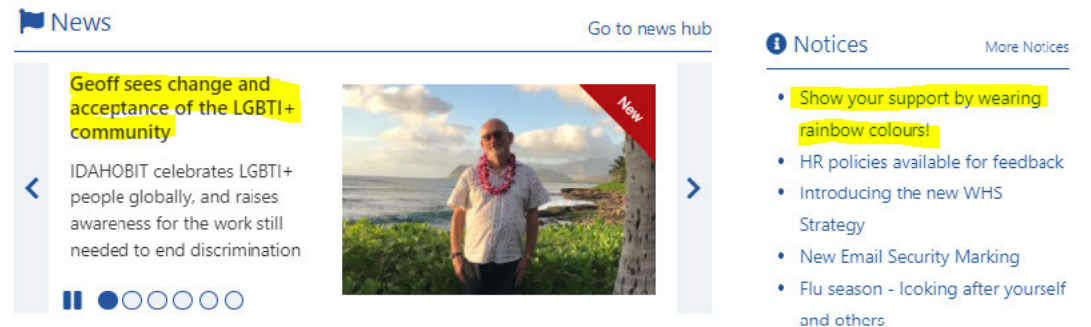 News
Go to news hub
Geoff sees change and
acceptance of the LGBTI+
community
IDAHOBIT celebrates LGBTI+
people globally, and raises
awareness for the work still
needed to end discrimination
New
Notices
More Notices
Show your support by wearing
rainbow colours!
HR policies available for feedback
Introducing the new WHS
Strategy
New Email Security Marking
Flu season - looking after yourself
and others